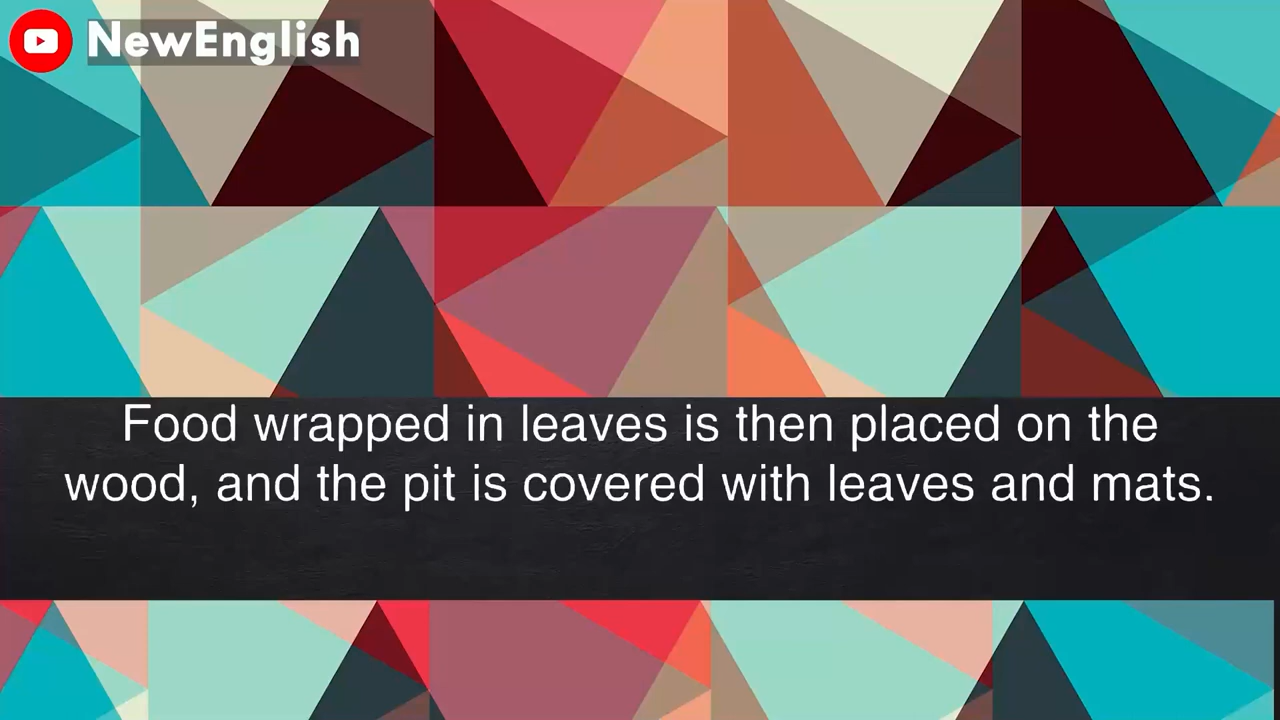 NewEnglish
Food wrapped in leaves is then placed on the
wood, and the pit is covered with leaves and mats.